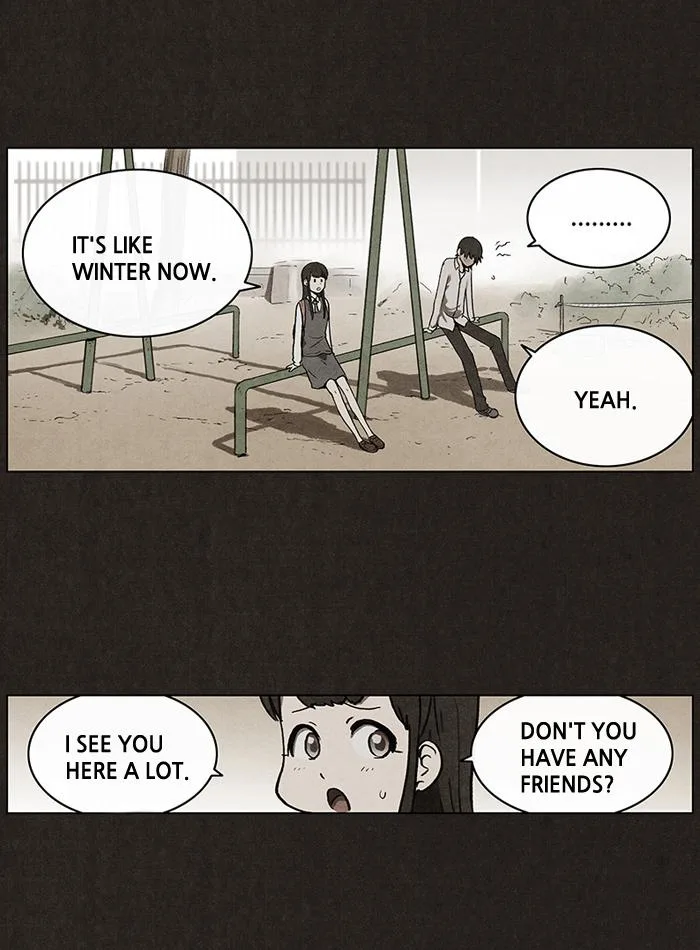 IT'S LIKE
WINTER NOW.
.........
YEAH.
I SEE YOU
HERE A LOT.
DON'T YOU
HAVE ANY
FRIENDS?